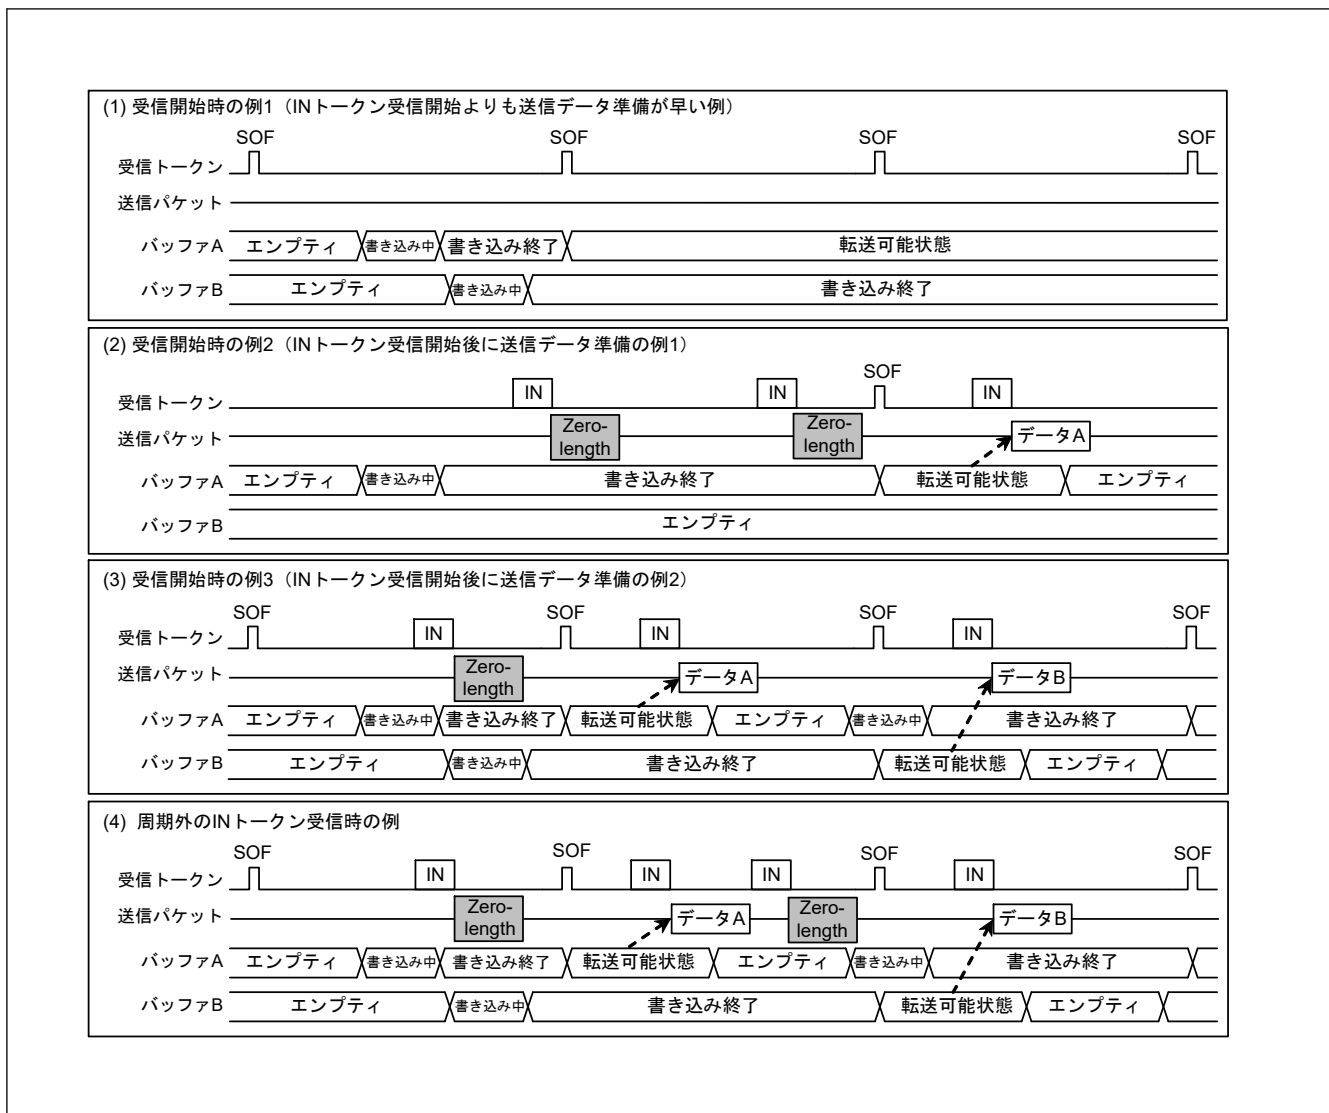 (1) 受信開始時の例1（INトークン受信開始よりも送信データ準備が早い例）
SOF SOF SOF SOF
受信トークン
送信パケット
バッファA エンプティ 書き込み中 書き込み終了 転送可能状態
バッファB エンプティ 書き込み中 書き込み終了
(2) 受信開始時の例2（INトークン受信開始後に送信データ準備の例1）
SOF
受信トークン IN IN IN
送信パケット Zero-length Zero-length データA
バッファA エンプティ 書き込み中 書き込み終了 転送可能状態 エンプティ
バッファB エンプティ
(3) 受信開始時の例3（INトークン受信開始後に送信データ準備の例2）
SOF SOF SOF SOF
受信トークン IN IN IN
送信パケット Zero-length データA データB
バッファA エンプティ 書き込み中 書き込み終了 転送可能状態 エンプティ 書き込み中 書き込み終了
バッファB エンプティ 書き込み中 書き込み終了 転送可能状態 エンプティ
(4) 周期外のINトークン受信時の例
SOF SOF SOF SOF
受信トークン IN IN IN IN
送信パケット Zero-length データA Zero-length データB
バッファA エンプティ 書き込み中 書き込み終了 転送可能状態 エンプティ 書き込み中 書き込み終了
バッファB エンプティ 書き込み中 書き込み終了 転送可能状態 エンプティ